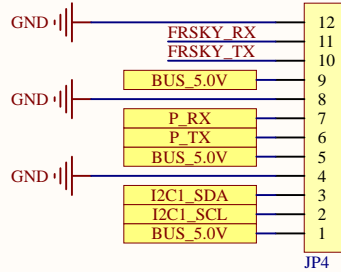 GND 12
FRSKY_RX 11
FRSKY_TX 10
BUS_5.0V 9
GND 8
P_RX 7
P_TX 6
BUS_5.0V 5
GND 4
I2C1_SDA 3
I2C1_SCL 2
BUS_5.0V 1
JP4